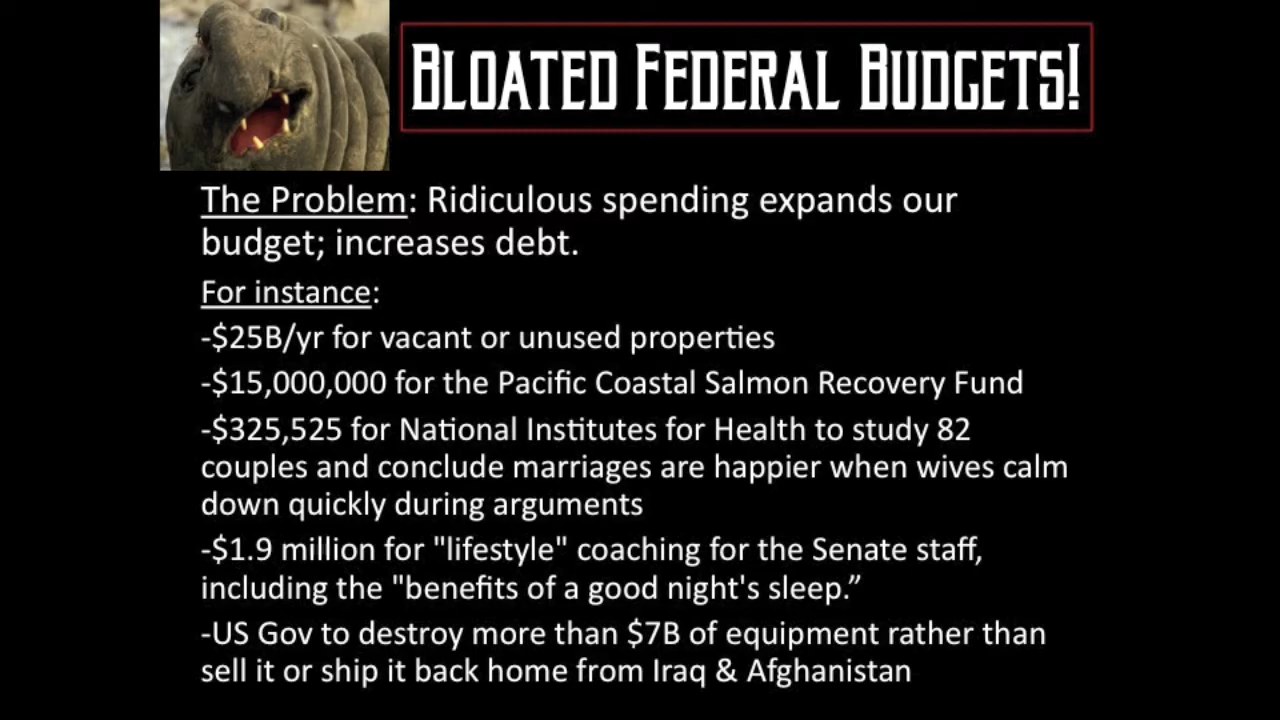 BLOATED FEDERAL BUDGETS!
The Problem: Ridiculous spending expands our
budget; increases debt.
For instance:
-$25B/yr for vacant or unused properties
-$15,000,000 for the Pacific Coastal Salmon Recovery Fund
-$325,525 for National Institutes for Health to study 82
couples and conclude marriages are happier when wives calm
down quickly during arguments
-$1.9 million for "lifestyle" coaching for the Senate staff,
including the "benefits of a good night's sleep.”
-US Gov to destroy more than $7B of equipment rather than
sell it or ship it back home from Iraq & Afghanistan